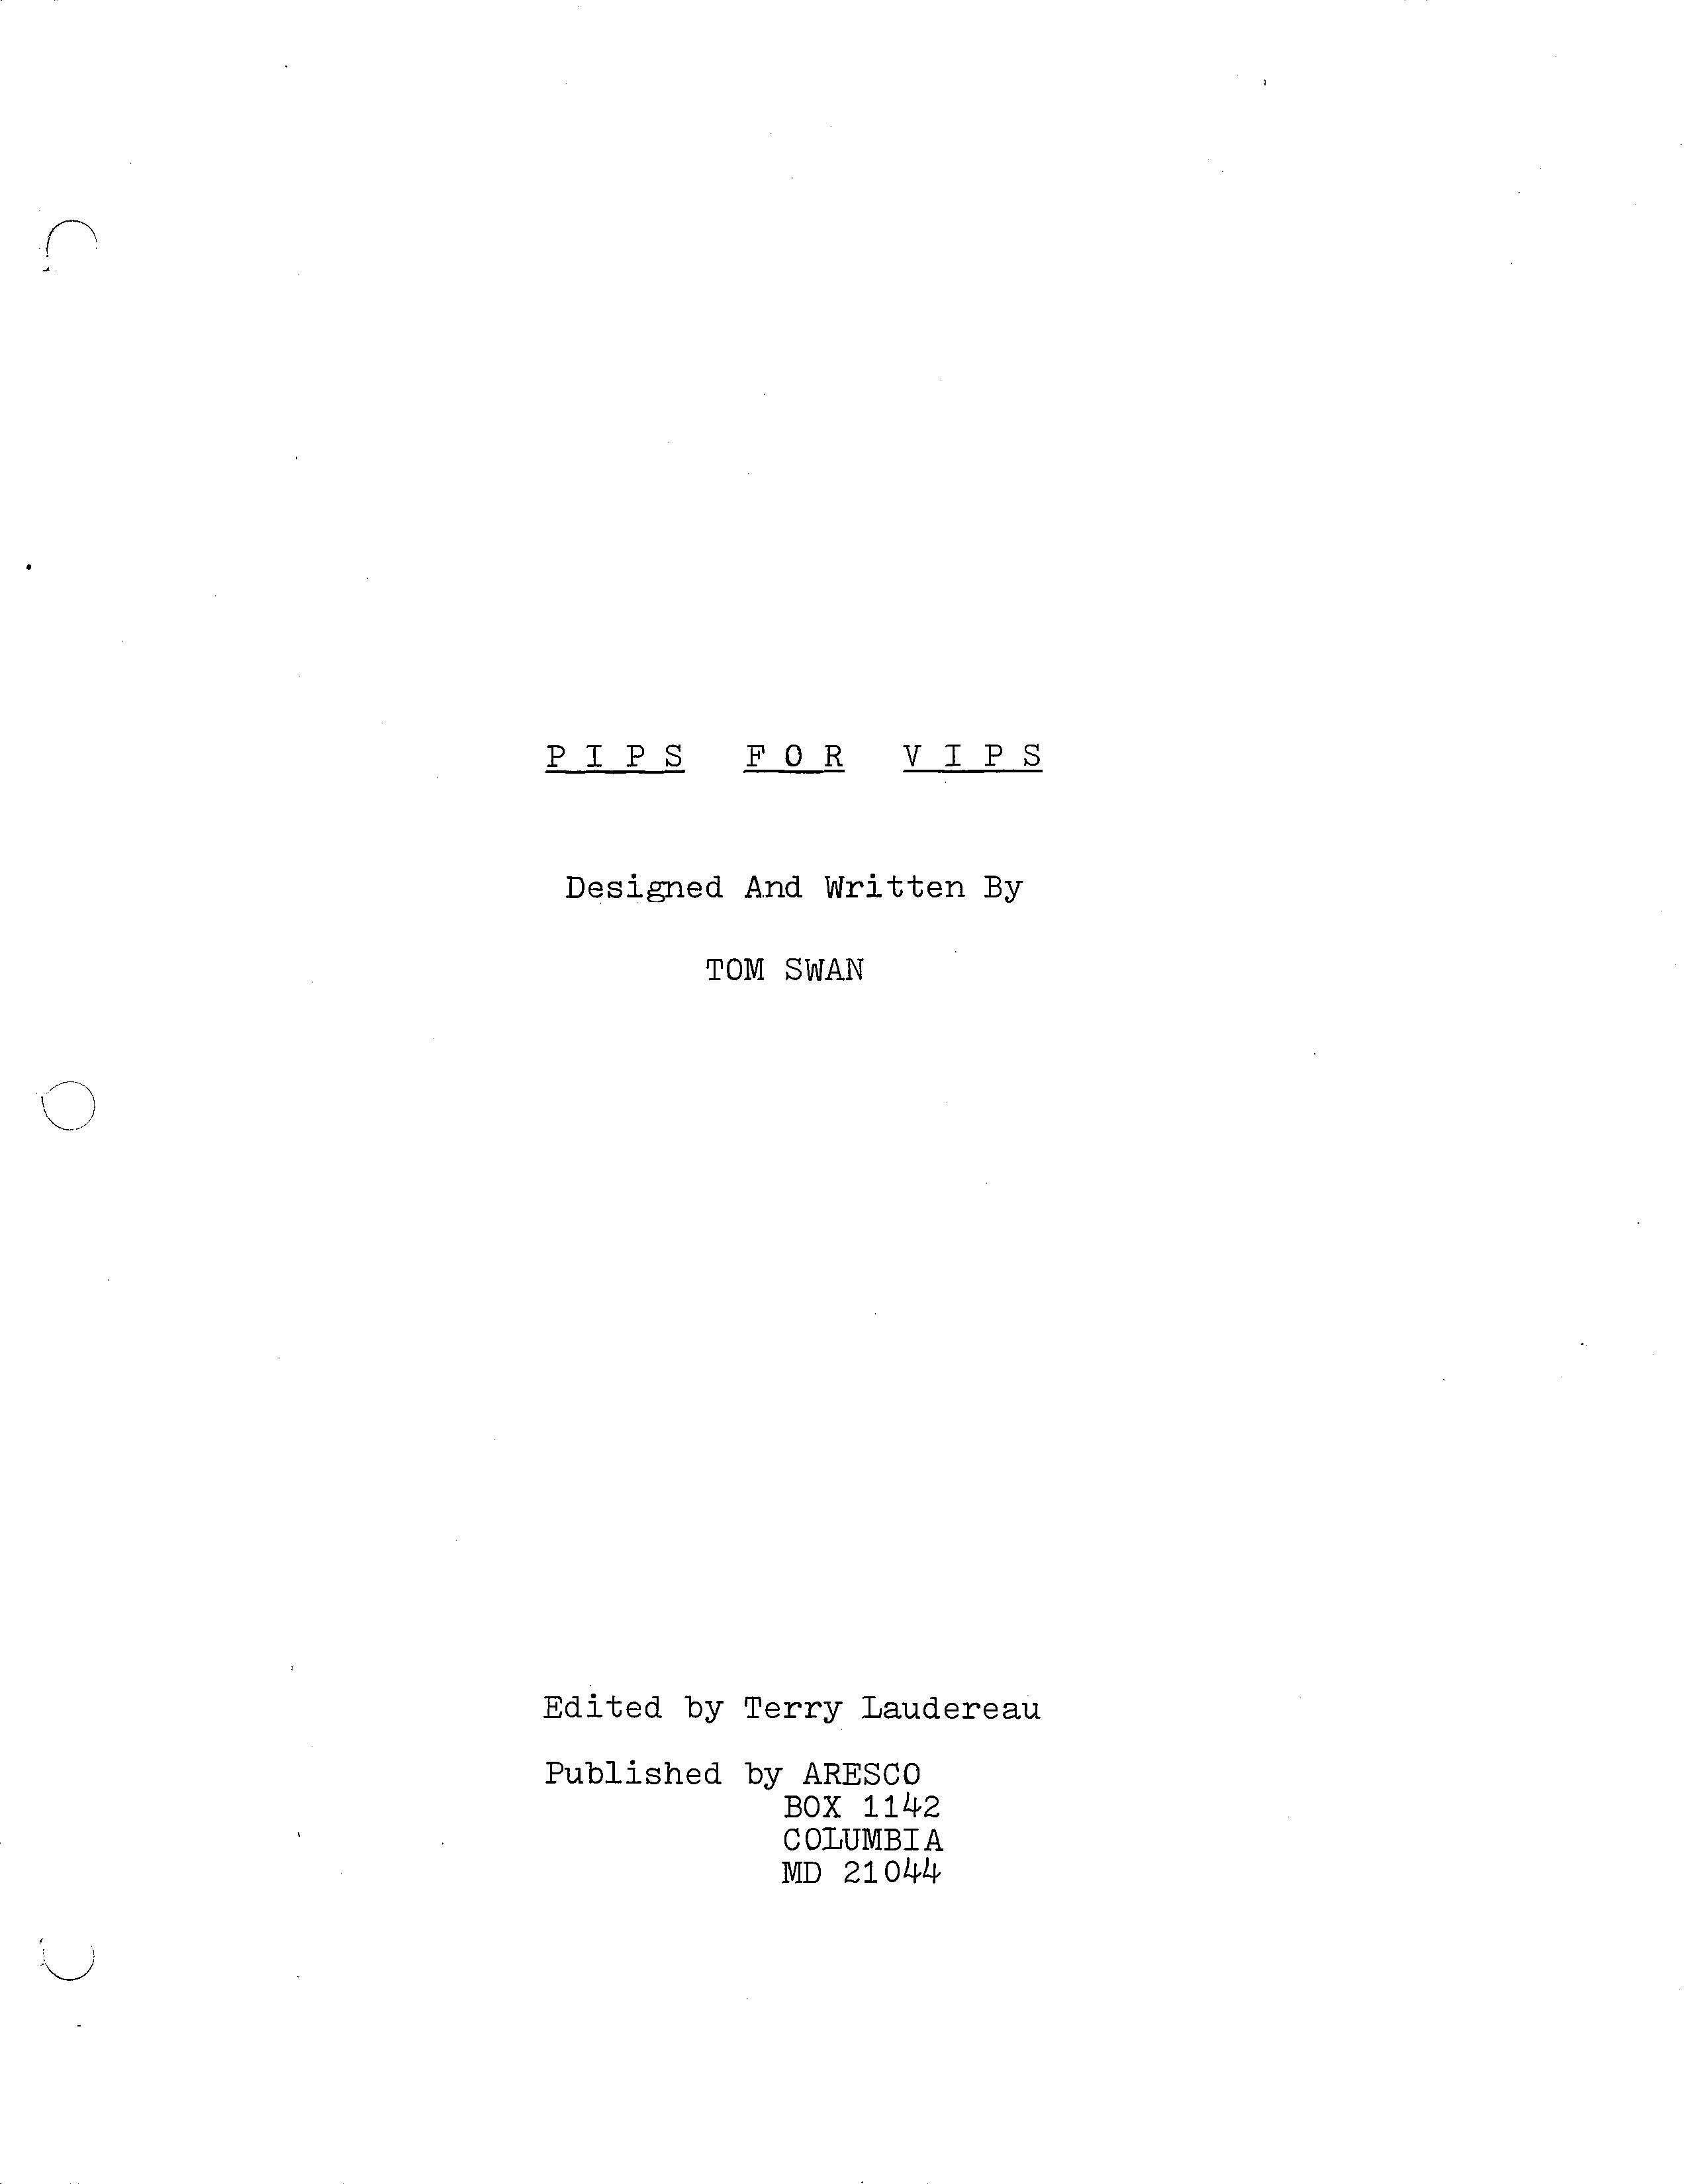 P I P S   F O R   V I P S
Designed And Written By
TOM SWAN
Edited by Terry Laudereau
Published by ARESCO
BOX 1142
COLUMBIA
MD 21044